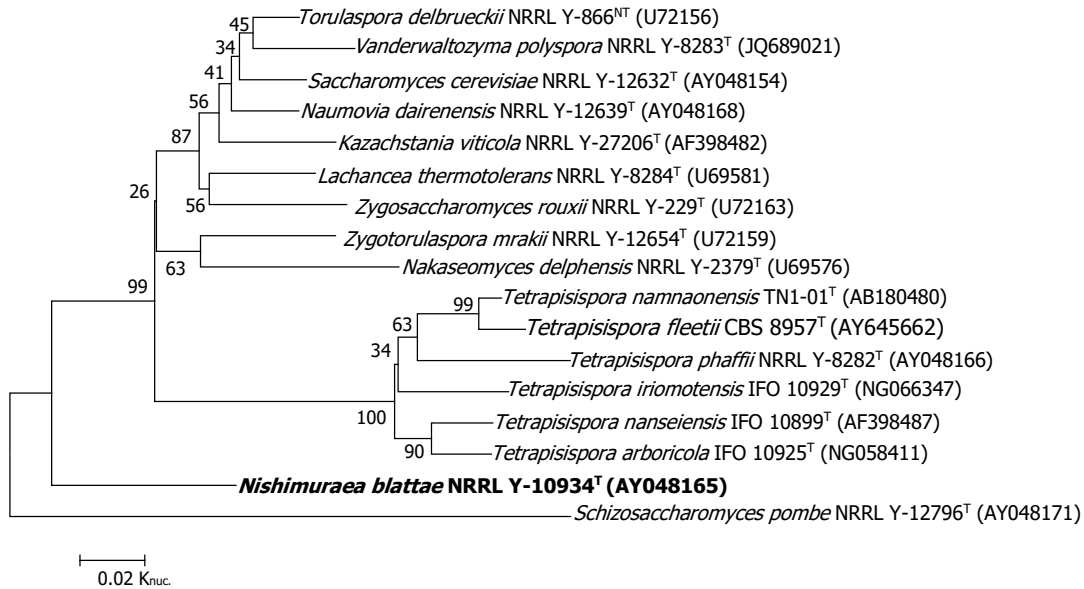 45 Torulaspora delbrueckii NRRL Y-866ᴺᵀ (U72156)
34 Vanderwaltozyma polyspora NRRL Y-8283ᵀ (JQ689021)
41 Saccharomyces cerevisiae NRRL Y-12632ᵀ (AY048154)
56 Naumovia dairenensis NRRL Y-12639ᵀ (AY048168)
87 Kazachstania viticola NRRL Y-27206ᵀ (AF398482)
Lachancea thermotolerans NRRL Y-8284ᵀ (U69581)
26
56 Zygosaccharomyces rouxii NRRL Y-229ᵀ (U72163)
Zygotorulaspora mrakii NRRL Y-12654ᵀ (U72159)
63 Nakaseomyces delphensis NRRL Y-2379ᵀ (U69576)
99
99 Tetrapisispora namnaonensis TN1-01ᵀ (AB180480)
63 Tetrapisispora fleetii CBS 8957ᵀ (AY645662)
34 Tetrapisispora phaffii NRRL Y-8282ᵀ (AY048166)
Tetrapisispora iriomotensis IFO 10929ᵀ (NG066347)
100 Tetrapisispora nanseiensis IFO 10899ᵀ (AF398487)
90 Tetrapisispora arboricola IFO 10925ᵀ (NG058411)
Nishimuraea blattae NRRL Y-10934ᵀ (AY048165)
Schizosaccharomyces pombe NRRL Y-12796ᵀ (AY048171)
0.02 Knuc.